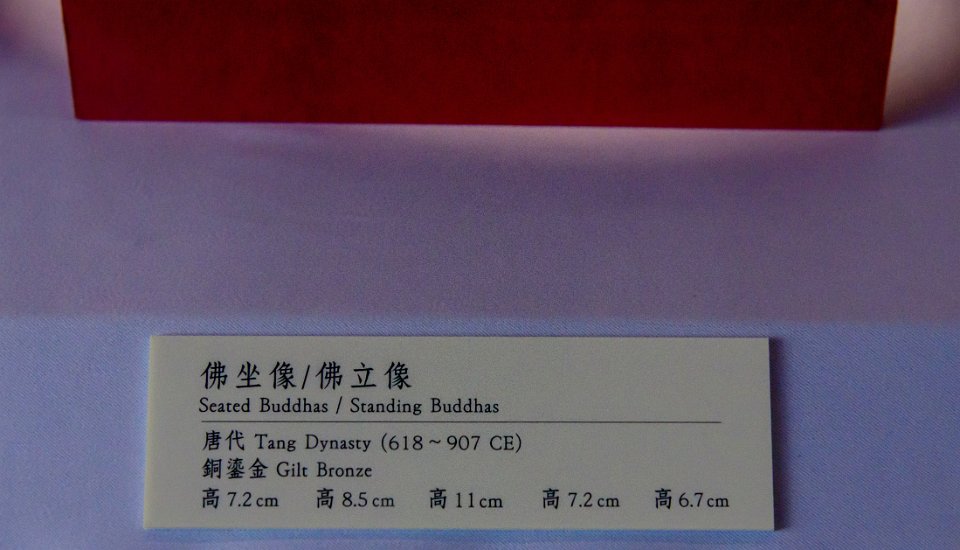 佛坐像/佛立像
Seated Buddhas / Standing Buddhas
唐代 Tang Dynasty (618～907 CE)
銅鎏金 Gilt Bronze
高 7.2 cm 高 8.5 cm 高 11 cm 高 7.2 cm 高 6.7 cm